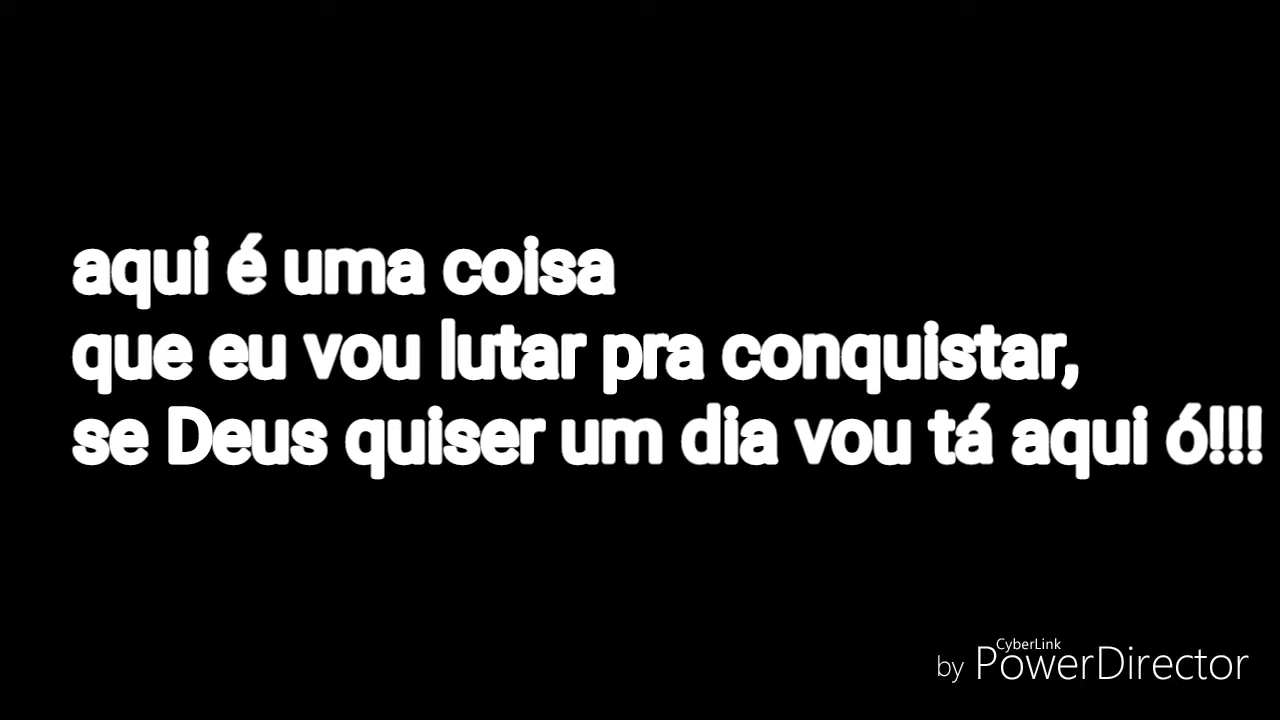 aqui é uma coisa
que eu vou lutar pra conquistar,
se Deus quiser um dia vou tá aqui ó!!!
CyberLink
by PowerDirector